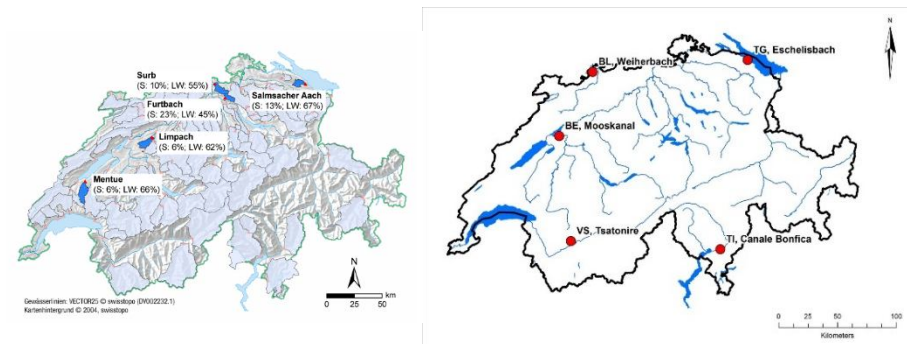 Surb
(S: 10%; LW: 55%)
Furtbach
(S: 23%; LW: 45%)
Salmsacher Aach
(S: 13%; LW: 67%)
Limpach
(S: 6%; LW: 62%)
Mentue
(S: 6%; LW: 66%)
N
0 25 50 km
Gewässerlinien: VECTOR25 © swisstopo (DV002232.1)
Kartenhintergrund © 2004, swisstopo
N
TG, Eschelisbach
BL, Weiherbach
BE, Mooskanal
VS, Tsatonire
TI, Canale Bonfica
0 25 50 100
Kilometers